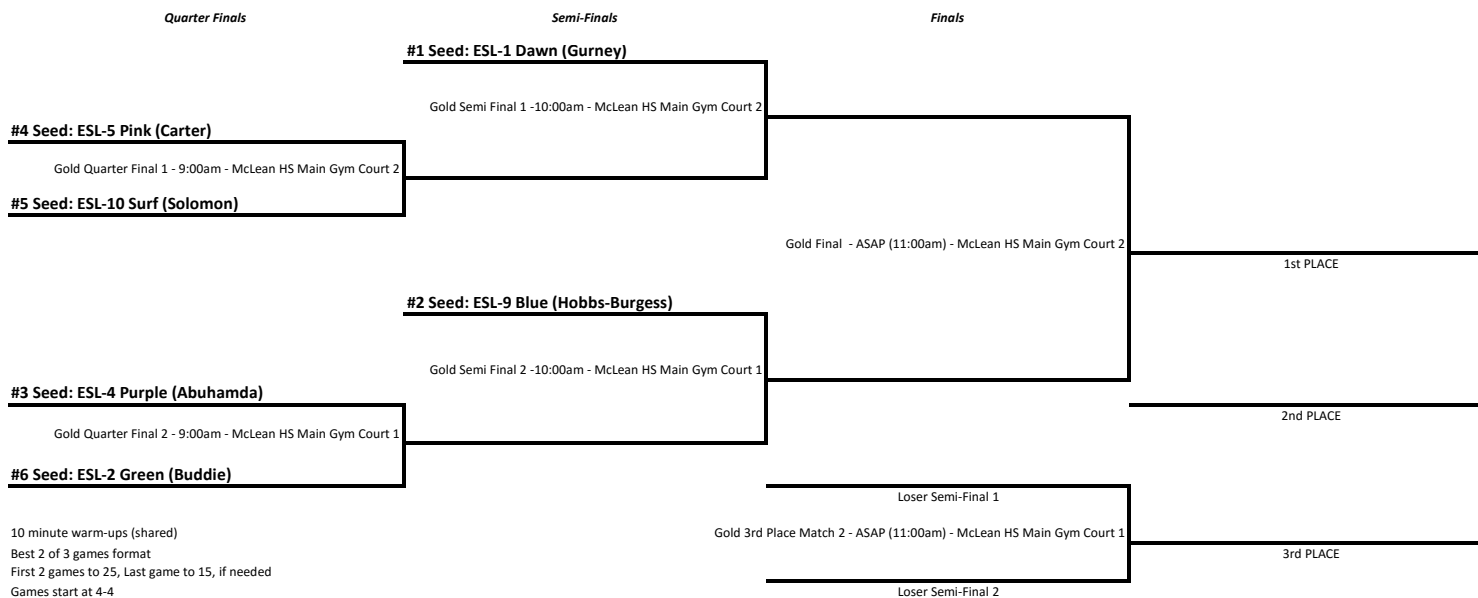 Quarter Finals
Semi-Finals
Finals
#1 Seed: ESL-1 Dawn (Gurney)
Gold Semi Final 1 -10:00am - McLean HS Main Gym Court 2
#4 Seed: ESL-5 Pink (Carter)
Gold Quarter Final 1 - 9:00am - McLean HS Main Gym Court 2
#5 Seed: ESL-10 Surf (Solomon)
Gold Final  - ASAP (11:00am) - McLean HS Main Gym Court 2
1st PLACE
#2 Seed: ESL-9 Blue (Hobbs-Burgess)
Gold Semi Final 2 -10:00am - McLean HS Main Gym Court 1
#3 Seed: ESL-4 Purple (Abuhamda)
2nd PLACE
Gold Quarter Final 2 - 9:00am - McLean HS Main Gym Court 1
#6 Seed: ESL-2 Green (Buddie)
Loser Semi-Final 1
10 minute warm-ups (shared)
Gold 3rd Place Match 2 - ASAP (11:00am) - McLean HS Main Gym Court 1
Best 2 of 3 games format
3rd PLACE
First 2 games to 25, Last game to 15, if needed
Games start at 4-4
Loser Semi-Final 2